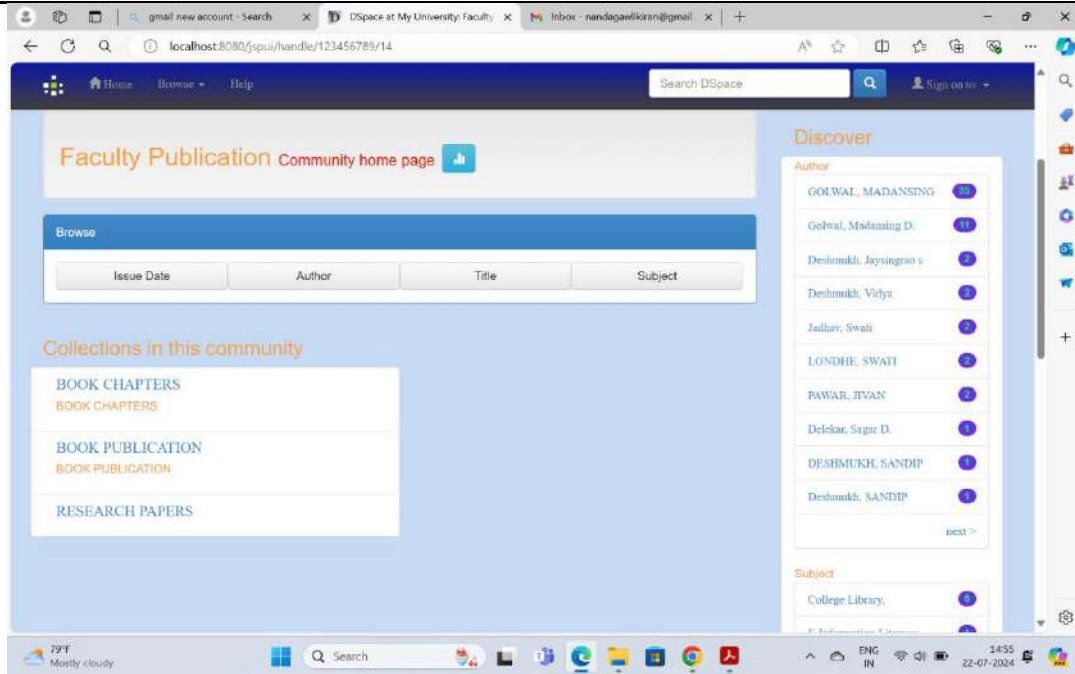 gmail new account - Search
DSpace at My University: Faculty
Inbox - nandagawlikiran@gmail.
localhost:8080/jspui/handle/123456789/14
Home Browse Help
Search DSpace
Sign on to:
Faculty Publication Community home page
Browse
Issue Date Author Title Subject
Collections in this community
BOOK CHAPTERS
BOOK CHAPTERS
BOOK PUBLICATION
BOOK PUBLICATION
RESEARCH PAPERS
Discover
Author
GOLWAL, MADANSING 35
Golwal, Madansing D. 11
Deshmukh, Jaysingrao s 2
Deshmukh, Vidya 2
Jadhav, Swati 2
LONDHE, SWATI 2
PAWAR, JIVAN 2
Delekar, Sagar D. 1
DESHMUKH, SANDIP 1
Deshmukh, SANDIP 1
next >
Subject
College Library, 6
79°F
Mostly cloudy
Search
ENG
IN
14:55
22-07-2024